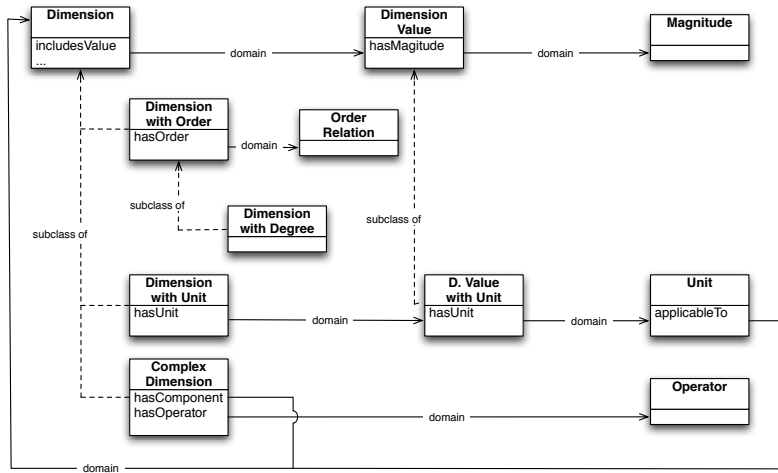 Dimension
includesValue
...
domain
Dimension
Value
hasMagitude
domain
Magnitude
Dimension
with Order
hasOrder
domain
Order
Relation
subclass of
Dimension
with Degree
subclass of
subclass of
Dimension
with Unit
hasUnit
domain
D. Value
with Unit
hasUnit
domain
Unit
applicableTo
Complex
Dimension
hasComponent
hasOperator
domain
Operator
domain